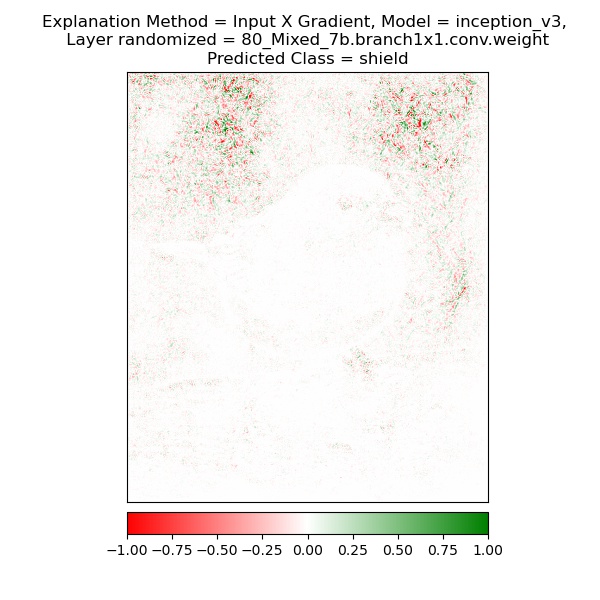 Explanation Method = Input X Gradient, Model = inception_v3,
Layer randomized = 80_Mixed_7b.branch1x1.conv.weight
Predicted Class = shield
−1.00 −0.75 −0.50 −0.25 0.00 0.25 0.50 0.75 1.00